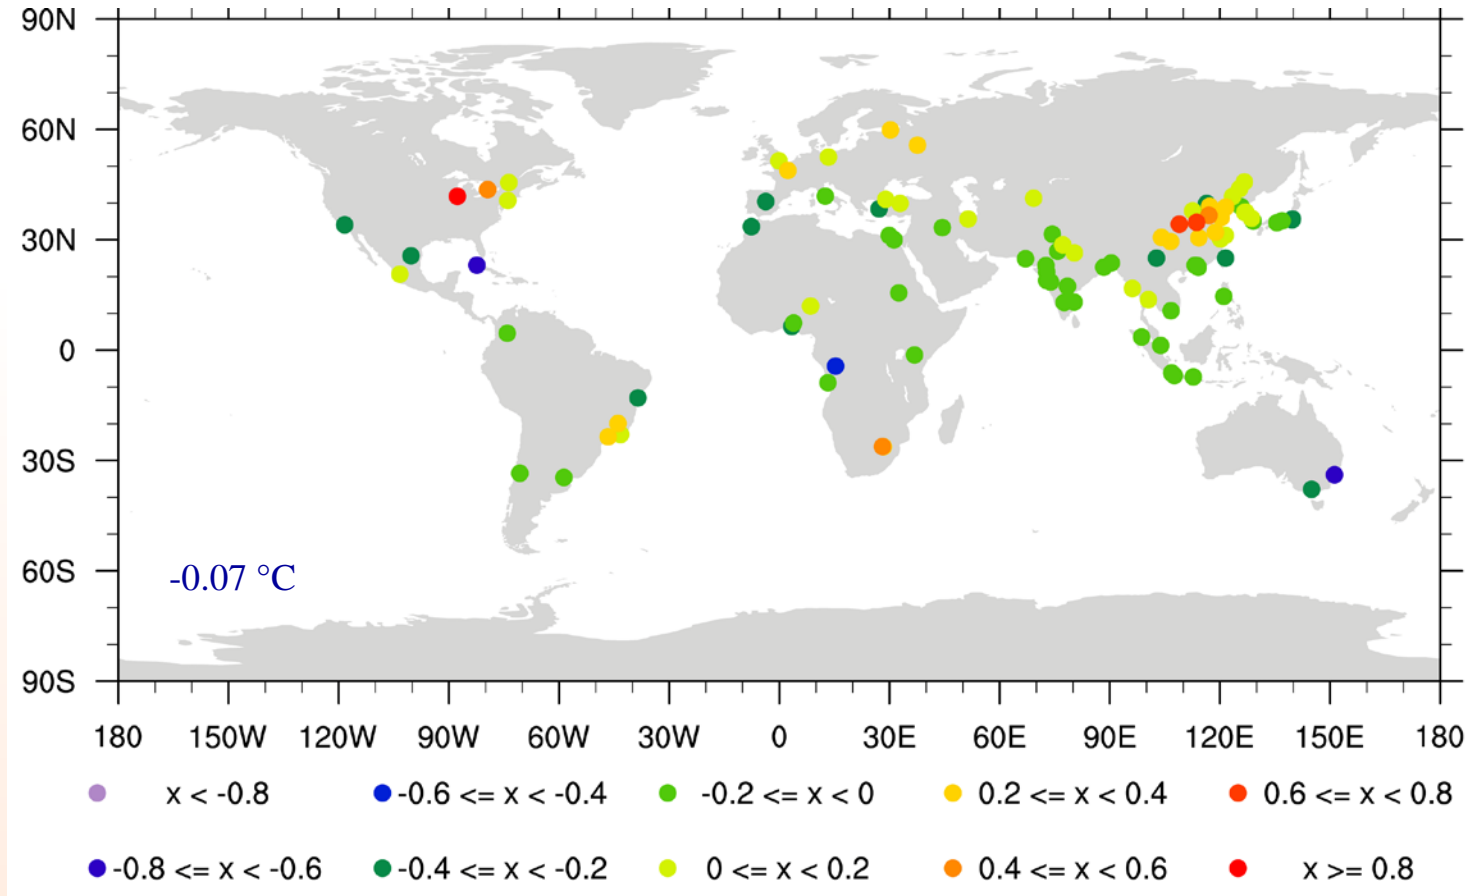 90N
60N
30N
0
30S
60S
90S
-0.07 °C
180 150W 120W 90W 60W 30W 0 30E 60E 90E 120E 150E 180
x < -0.8 -0.6 <= x < -0.4 -0.2 <= x < 0 0.2 <= x < 0.4 0.6 <= x < 0.8
-0.8 <= x < -0.6 -0.4 <= x < -0.2 0 <= x < 0.2 0.4 <= x < 0.6 x >= 0.8